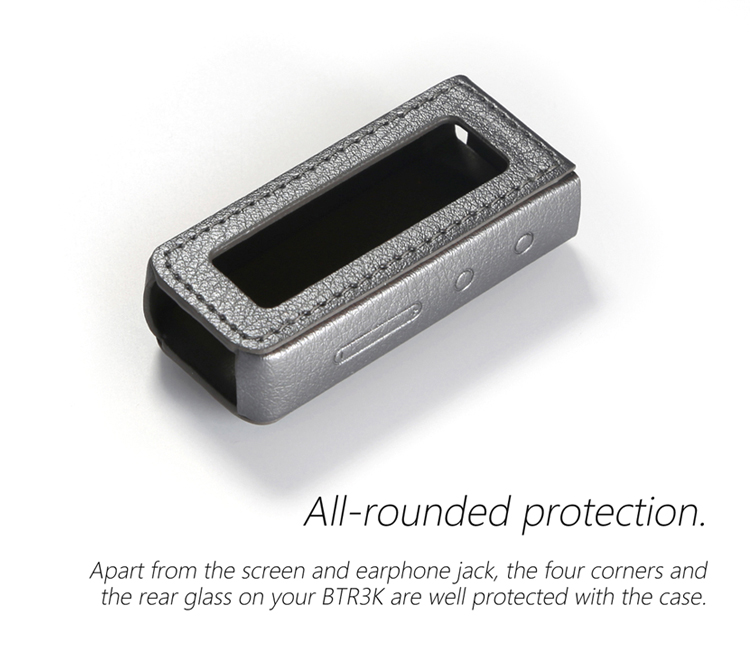 All-rounded protection.
Apart from the screen and earphone jack, the four corners and
the rear glass on your BTR3K are well protected with the case.